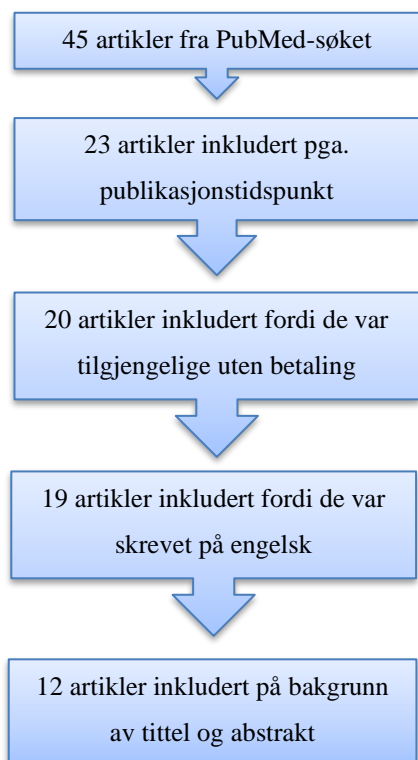 45 artikler fra PubMed-søket
23 artikler inkludert pga.
publikasjonstidspunkt
20 artikler inkludert fordi de var
tilgjengelige uten betaling
19 artikler inkludert fordi de var
skrevet på engelsk
12 artikler inkludert på bakgrunn
av tittel og abstrakt